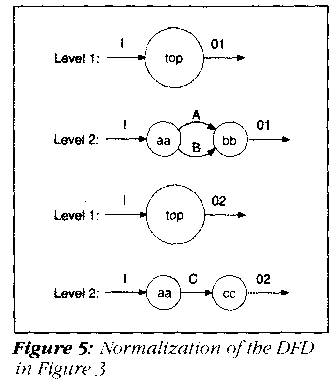 I 01
Level 1: top
A
I 01
Level 2: aa bb
B
I 02
Level 1: top
I C 02
Level 2: aa cc
Figure 5: Normalization of the DFD
in Figure 3